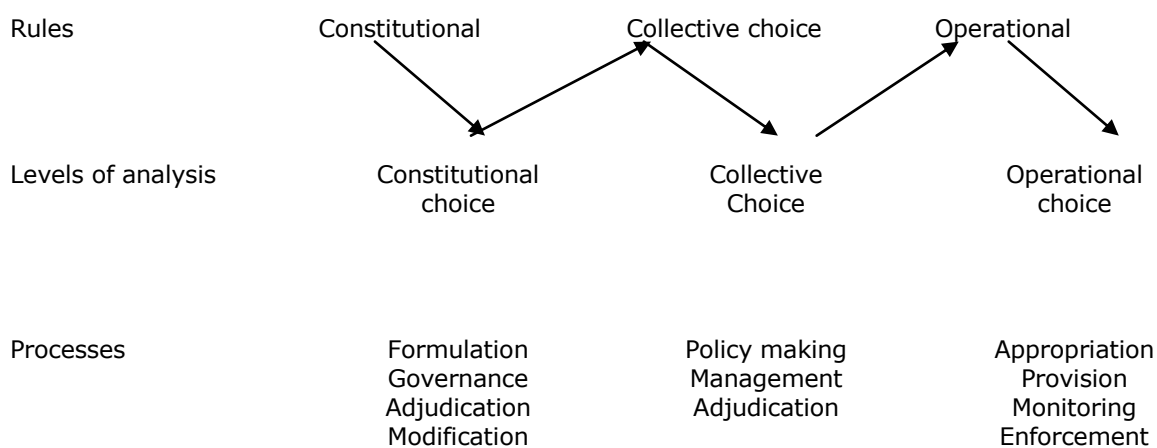 Rules Constitutional Collective choice Operational
Levels of analysis Constitutional Collective Operational
choice Choice choice
Processes Formulation Policy making Appropriation
Governance Management Provision
Adjudication Adjudication Monitoring
Modification Enforcement